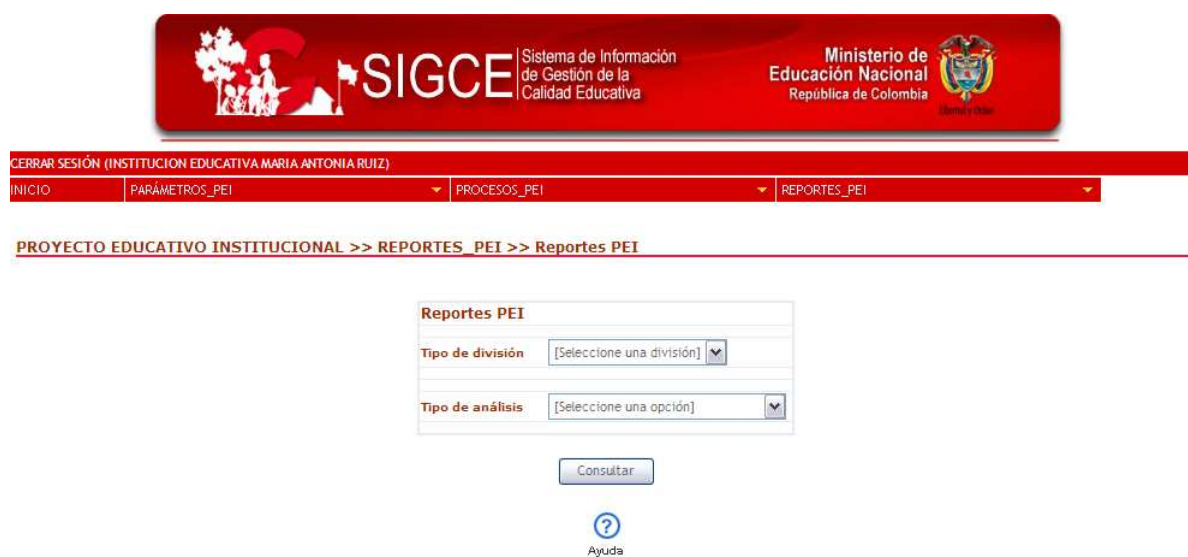 SIGCE
Sistema de Información
de Gestión de la
Calidad Educativa
Ministerio de
Educación Nacional
República de Colombia
CERRAR SESIÓN (INSTITUCION EDUCATIVA MARIA ANTONIA RUIZ)
INICIO PARÁMETROS_PEI PROCESOS_PEI REPORTES_PEI
PROYECTO EDUCATIVO INSTITUCIONAL >> REPORTES_PEI >> Reportes PEI
Reportes PEI
Tipo de división [Seleccione una división]
Tipo de análisis [Seleccione una opción]
Consultar
?
Ayuda